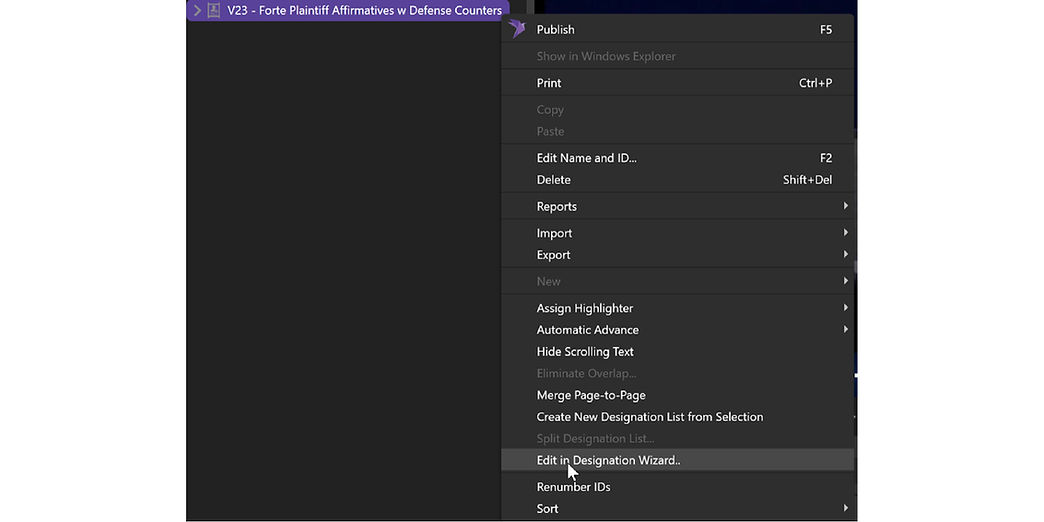 V23 - Forte Plaintiff Affirmatives w Defense Counters
Publish F5
Show in Windows Explorer
Print Ctrl+P
Copy
Paste
Edit Name and ID... F2
Delete Shift+Del
Reports
Import
Export
New
Assign Highlighter
Automatic Advance
Hide Scrolling Text
Eliminate Overlap...
Merge Page-to-Page
Create New Designation List from Selection
Split Designation List...
Edit in Designation Wizard..
Renumber IDs
Sort